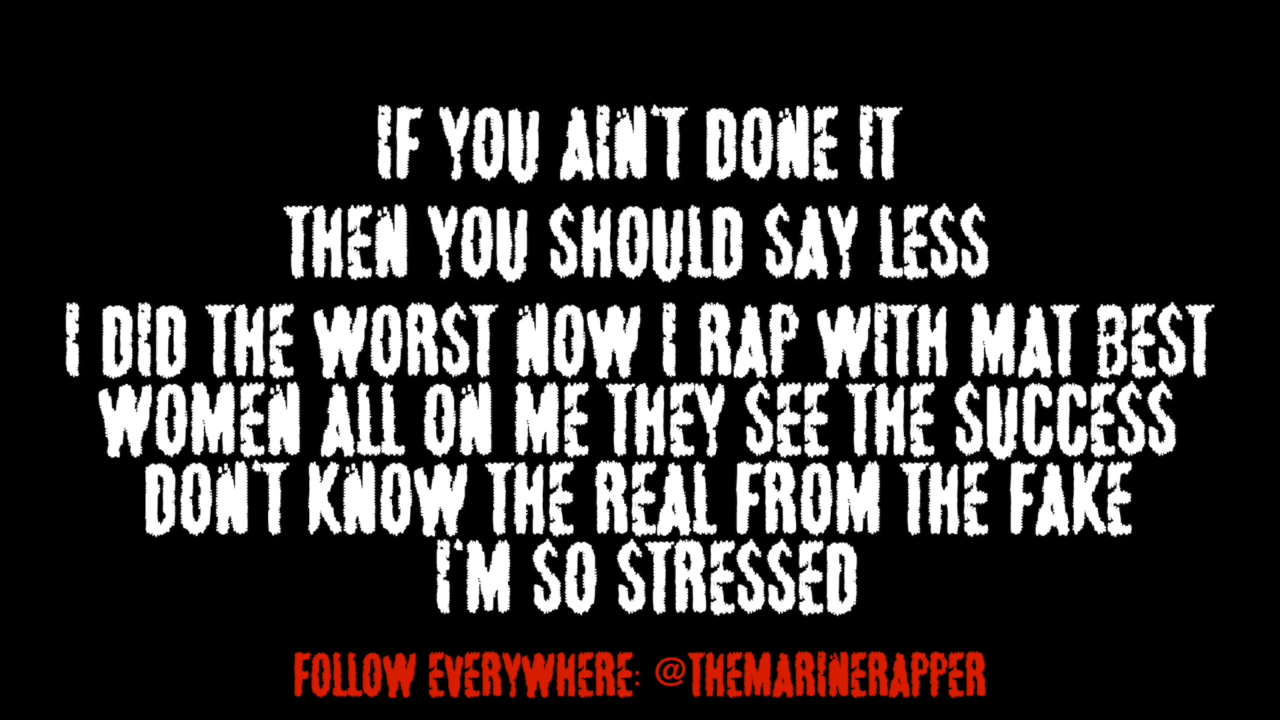 IF YOU AIN'T DONE IT
THEN YOU SHOULD SAY LESS
I DID THE WORST NOW I RAP WITH MAT BEST
WOMEN ALL ON ME THEY SEE THE SUCCESS
DON'T KNOW THE REAL FROM THE FAKE
I'M SO STRESSED
FOLLOW EVERYWHERE: @THEMARINERAPPER